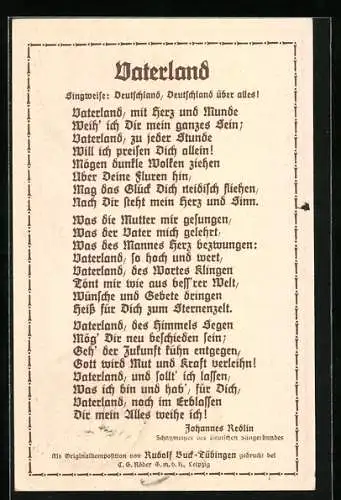 Vaterland
Singweise: Deutschland, Deutschland über alles!
Vaterland, mit Herz und Munde
Weih' ich Dir mein ganzes Sein;
Vaterland, zu jeder Stunde
Will ich preisen Dich allein!
Mögen dunkle Wolken ziehen
Über Deine Fluren hin,
Mag das Glück Dich neidisch fliehen,
Nach Dir steht mein Herz und Sinn.
Was die Mutter mir gesungen,
Was der Vater mich gelehrt,
Was des Mannes Herz bezwungen:
Vaterland, so hoch und wert,
Vaterland, des Wortes Klingen
Tönt mir wie aus bess'rer Welt,
Wünsche und Gebete dringen
Heiß für Dich zum Sternenzelt.
Vaterland, des Himmels Segen
Mög' Dir neu beschieden sein;
Geh' der Zukunft kühn entgegen,
Gott wird Mut und Kraft verleihn!
Vaterland, und sollt' ich lassen,
Was ich bin und hab', für Dich,
Vaterland, noch im Erblassen
Dir mein Alles weihe ich!
Johannes Redlin
Schatzmeister des Deutschen Sängerbundes
Als Originalkomposition von Rudolf Buck-Tübingen gedruckt bei
C. G. Röder G. m. b. H., Leipzig